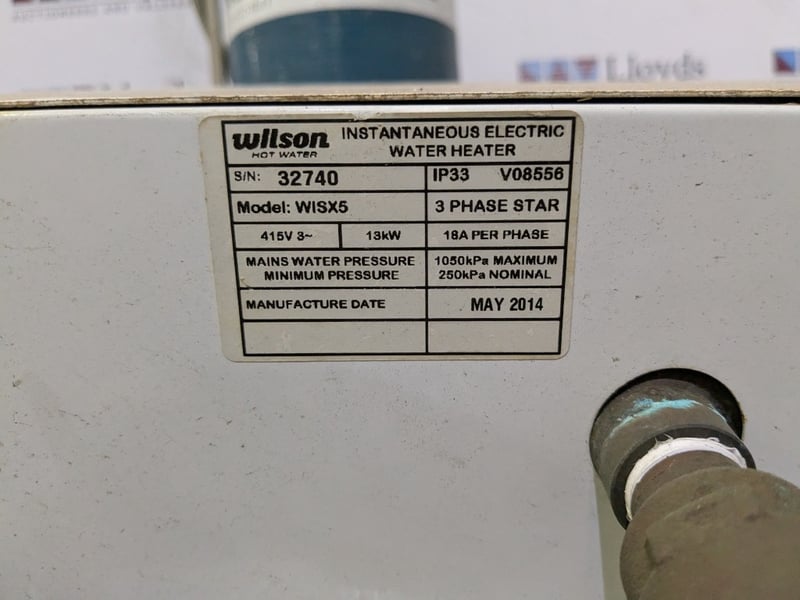 Lloyds
wilson
HOT WATER
INSTANTANEOUS ELECTRIC
WATER HEATER
S/N: 32740
IP33 V08556
Model: WISX5
3 PHASE STAR
415V 3~
13kW
18A PER PHASE
MAINS WATER PRESSURE
MINIMUM PRESSURE
1050kPa MAXIMUM
250kPa NOMINAL
MANUFACTURE DATE
MAY 2014